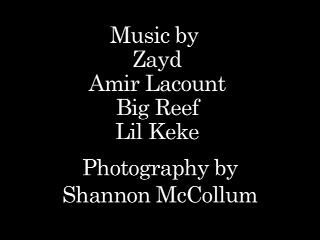 Music by
Zayd
Amir Lacount
Big Reef
Lil Keke
Photography by
Shannon McCollum